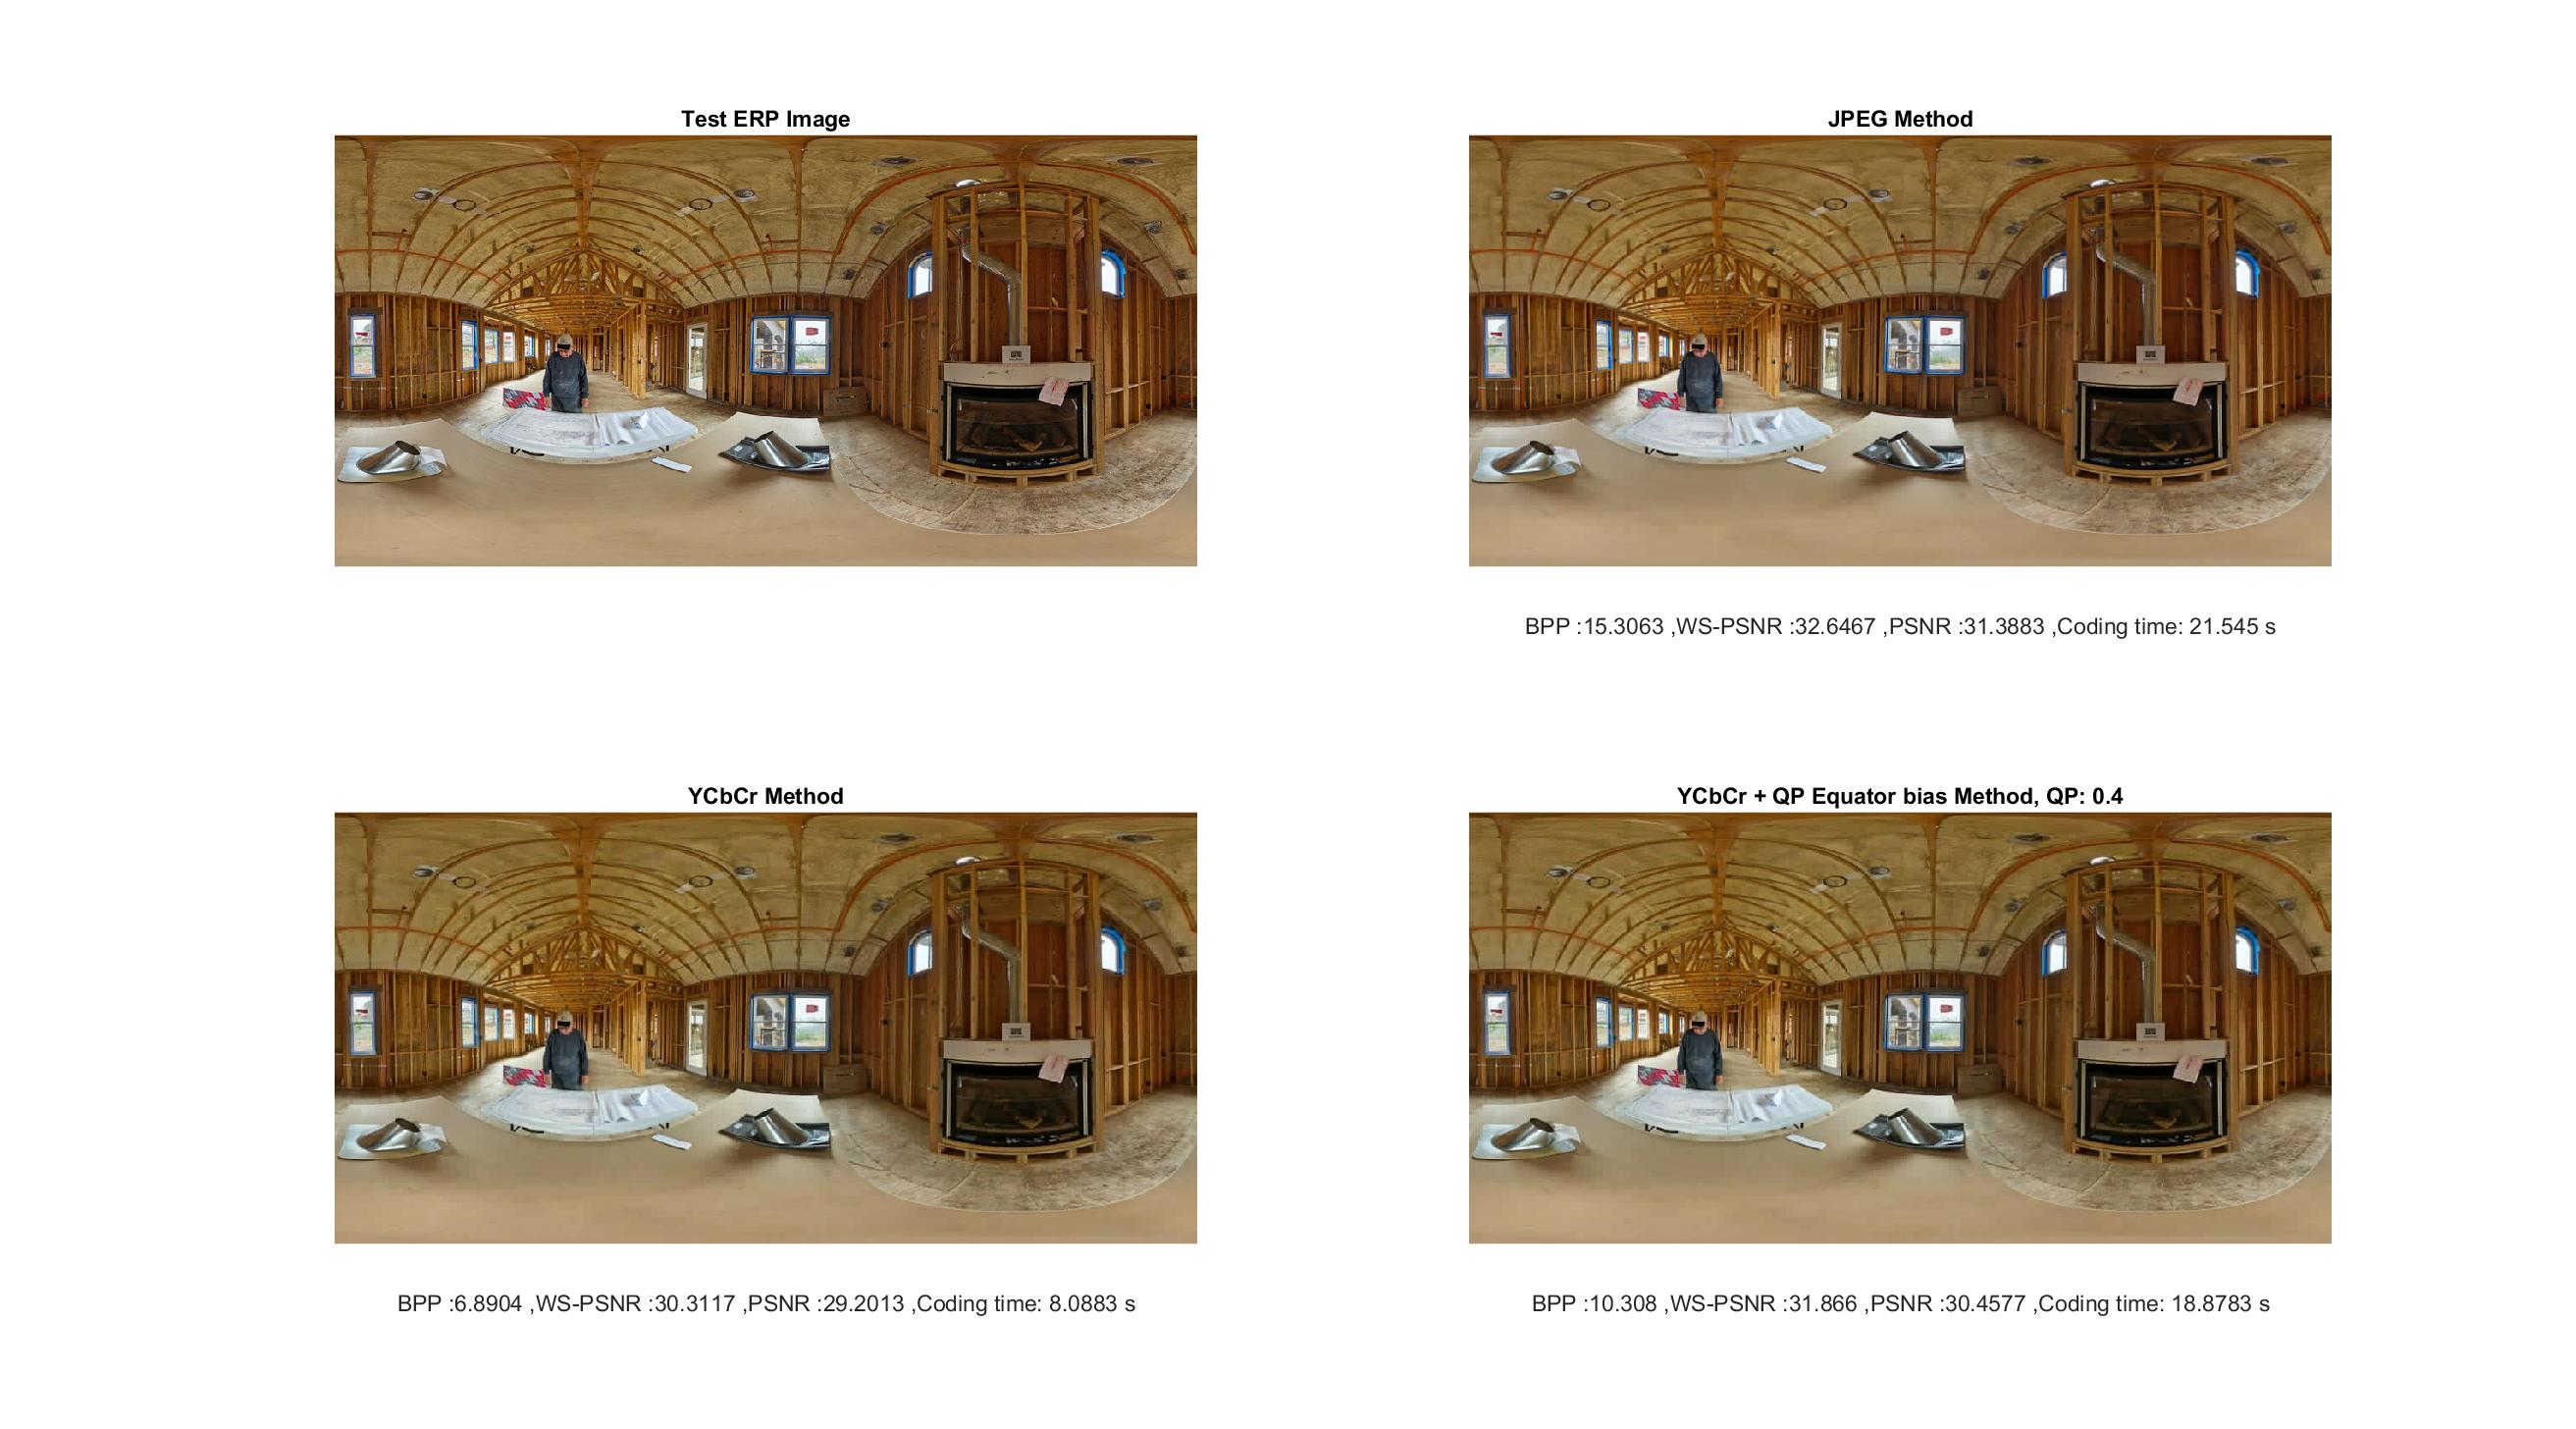 Test ERP Image
JPEG Method
BPP :15.3063 ,WS-PSNR :32.6467 ,PSNR :31.3883 ,Coding time: 21.545 s
YCbCr Method
YCbCr + QP Equator bias Method, QP: 0.4
BPP :6.8904 ,WS-PSNR :30.3117 ,PSNR :29.2013 ,Coding time: 8.0883 s
BPP :10.308 ,WS-PSNR :31.866 ,PSNR :30.4577 ,Coding time: 18.8783 s